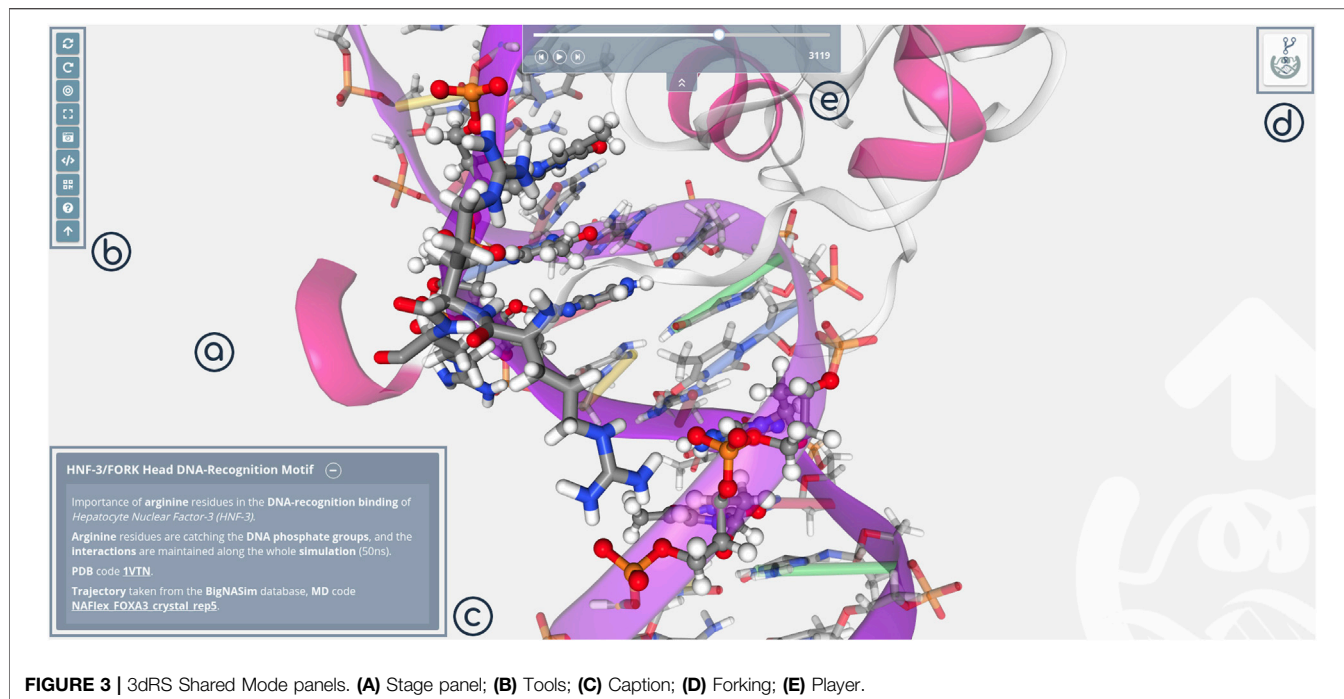 3119
e
d
b
a
HNF-3/FORK Head DNA-Recognition Motif
Importance of arginine residues in the DNA-recognition binding of
Hepatocyte Nuclear Factor-3 (HNF-3).
Arginine residues are catching the DNA phosphate groups, and the
interactions are maintained along the whole simulation (50ns).
PDB code 1VTN.
Trajectory taken from the BigNASim database, MD code
NAFlex_FOXA3_crystal_rep5.
c
FIGURE 3 | 3dRS Shared Mode panels. (A) Stage panel; (B) Tools; (C) Caption; (D) Forking; (E) Player.